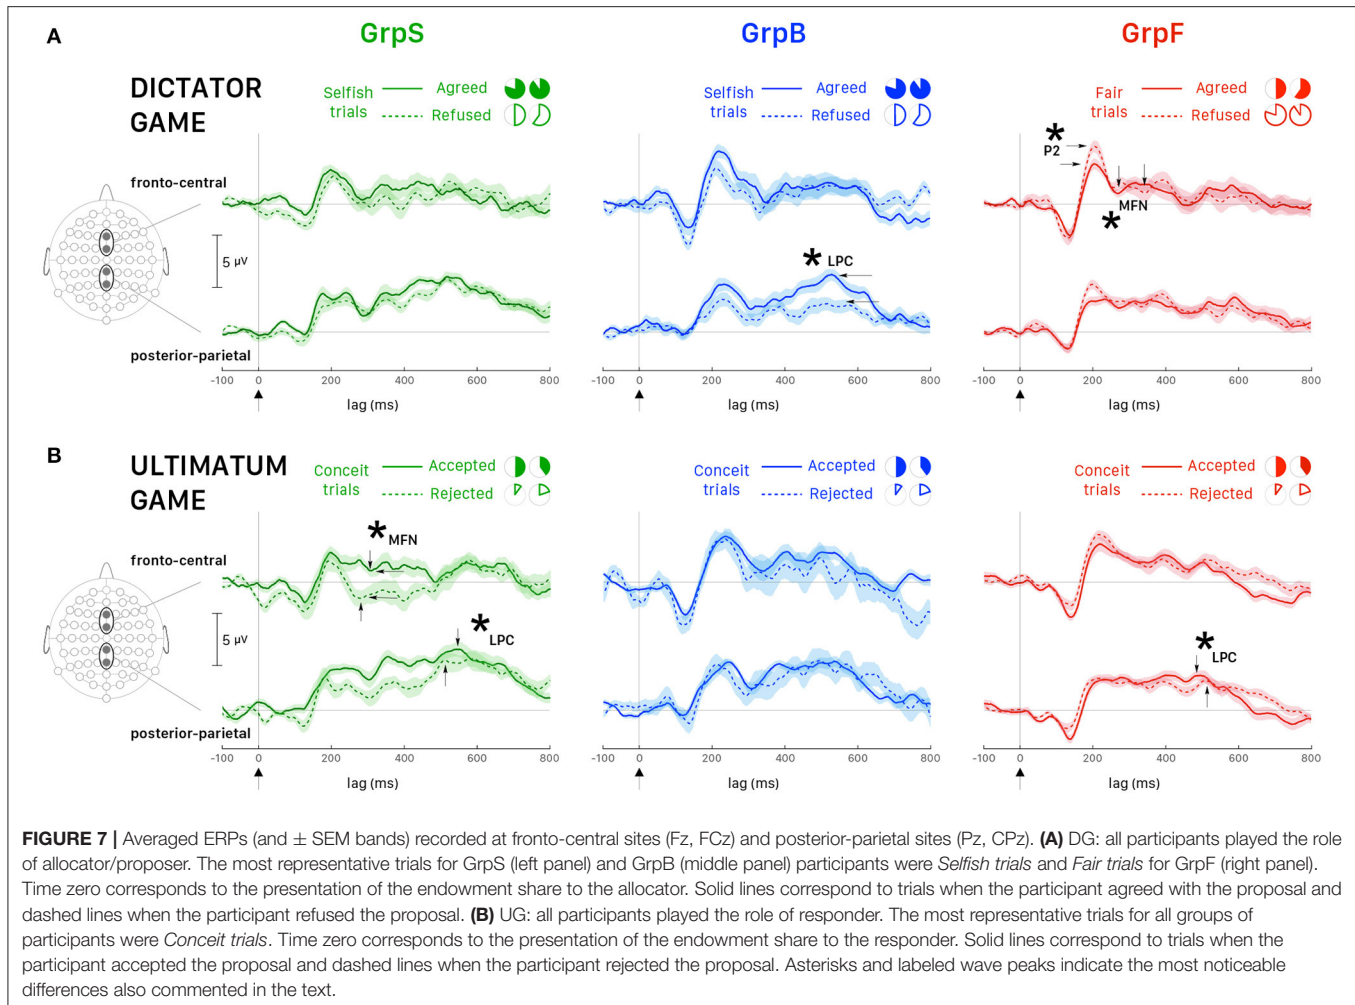 A
GrpS
GrpB
GrpF
DICTATOR
GAME
Selfish
trials
Agreed
Refused
Selfish
trials
Agreed
Refused
Fair
trials
Agreed
Refused
fronto-central
5 µV
posterior-parietal
* P2
MFN
*
* LPC
-100 0 200 400 600 800
lag (ms)
-100 0 200 400 600 800
lag (ms)
-100 0 200 400 600 800
lag (ms)
B
ULTIMATUM
GAME
Conceit
trials
Accepted
Rejected
Conceit
trials
Accepted
Rejected
Conceit
trials
Accepted
Rejected
fronto-central
5 µV
posterior-parietal
* MFN
* LPC
* LPC
-100 0 200 400 600 800
lag (ms)
-100 0 200 400 600 800
lag (ms)
-100 0 200 400 600 800
lag (ms)
FIGURE 7 | Averaged ERPs (and ± SEM bands) recorded at fronto-central sites (Fz, FCz) and posterior-parietal sites (Pz, CPz). (A) DG: all participants played the role
of allocator/proposer. The most representative trials for GrpS (left panel) and GrpB (middle panel) participants were Selfish trials and Fair trials for GrpF (right panel).
Time zero corresponds to the presentation of the endowment share to the allocator. Solid lines correspond to trials when the participant agreed with the proposal and
dashed lines when the participant refused the proposal. (B) UG: all participants played the role of responder. The most representative trials for all groups of
participants were Conceit trials. Time zero corresponds to the presentation of the endowment share to the responder. Solid lines correspond to trials when the
participant accepted the proposal and dashed lines when the participant rejected the proposal. Asterisks and labeled wave peaks indicate the most noticeable
differences also commented in the text.